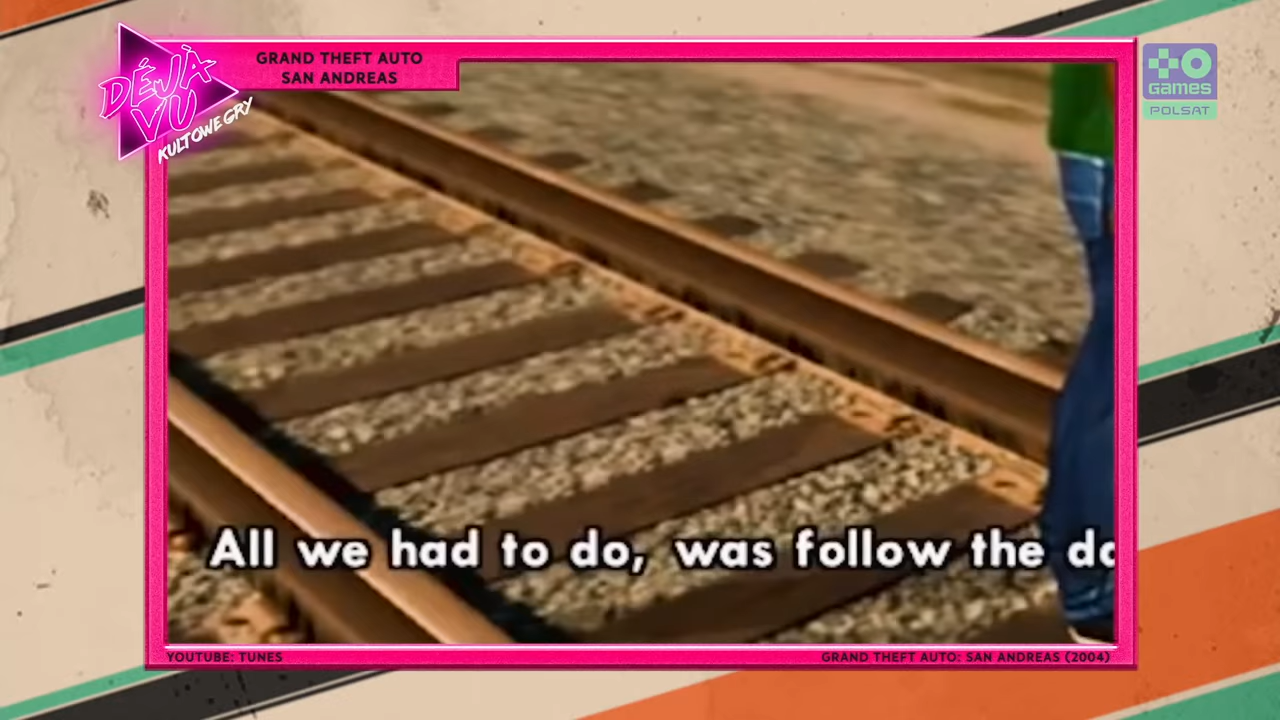 GRAND THEFT AUTO
SAN ANDREAS
DÉJÀ
VU
KULTOWE GRY
GAMES
POLSAT
All we had to do, was follow the da
YOUTUBE: TUNES
GRAND THEFT AUTO: SAN ANDREAS (2004)